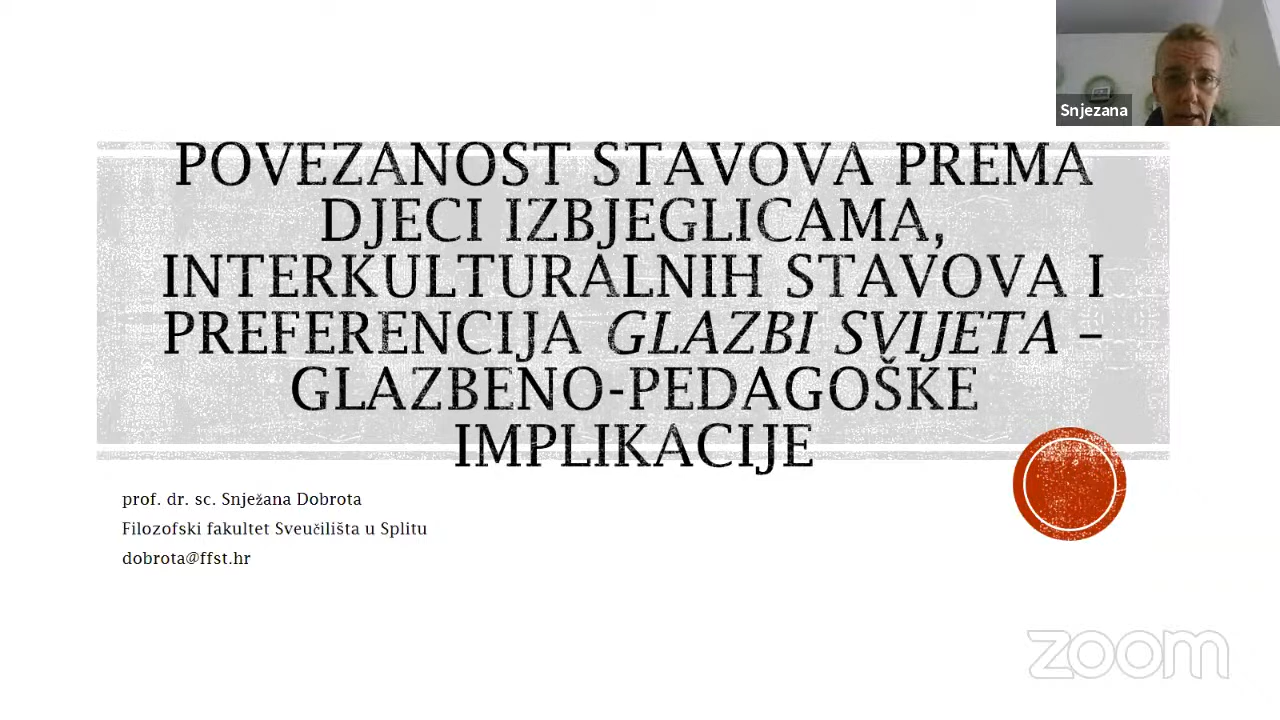 Snjezana
POVEZANOST STAVOVA PREMA
DJECI IZBJEGLICAMA,
INTERKULTURALNIH STAVOVA I
PREFERENCIJA GLAZBI SVIJETA –
GLAZBENO-PEDAGOŠKE
IMPLIKACIJE
prof. dr. sc. Snježana Dobrota
Filozofski fakultet Sveučilišta u Splitu
dobrota@ffst.hr
zoom